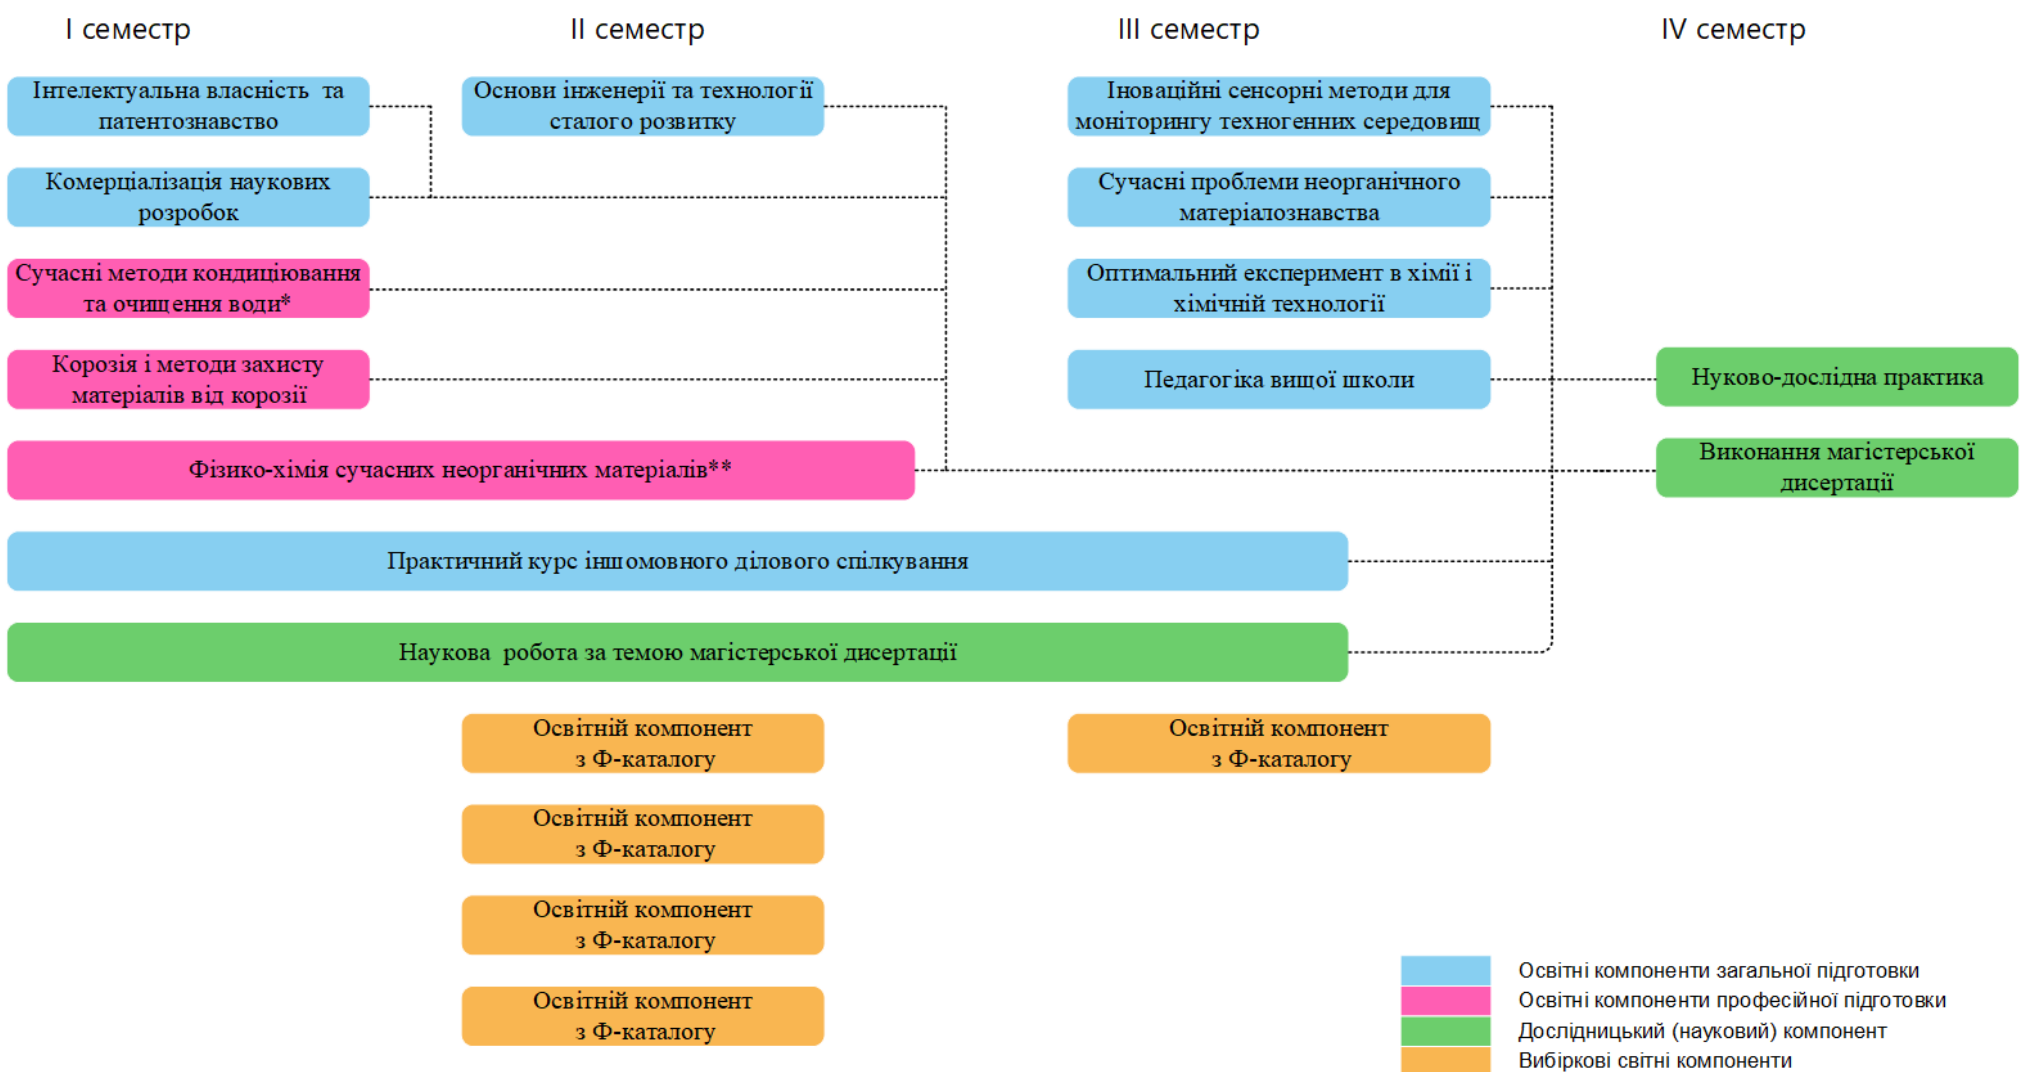 I семестр
II семестр
III семестр
IV семестр
Інтелектуальна власність та
патентознавство
Основи інженерії та технології
сталого розвитку
Іноваційні сенсорні методи для
моніторингу техногенних середовищ
Комерціалізація наукових
розробок
Сучасні проблеми неорганічного
матеріалознавства
Сучасні методи кондиціювання
та очищення води*
Оптимальний експеримент в хімії і
хімічній технології
Корозія і методи захисту
матеріалів від корозії
Педагогіка вищої школи
Нуково-дослідна практика
Фізико-хімія сучасних неорганічних матеріалів**
Виконання магістерської
дисертації
Практичний курс іншомовного ділового спілкування
Наукова робота за темою магістерської дисертації
Освітній компонент
з Ф-каталогу
Освітній компонент
з Ф-каталогу
Освітній компонент
з Ф-каталогу
Освітній компонент
з Ф-каталогу
Освітній компонент
з Ф-каталогу
Освітні компоненти загальної підготовки
Освітні компоненти професійної підготовки
Дослідницький (науковий) компонент
Вибіркові світні компоненти